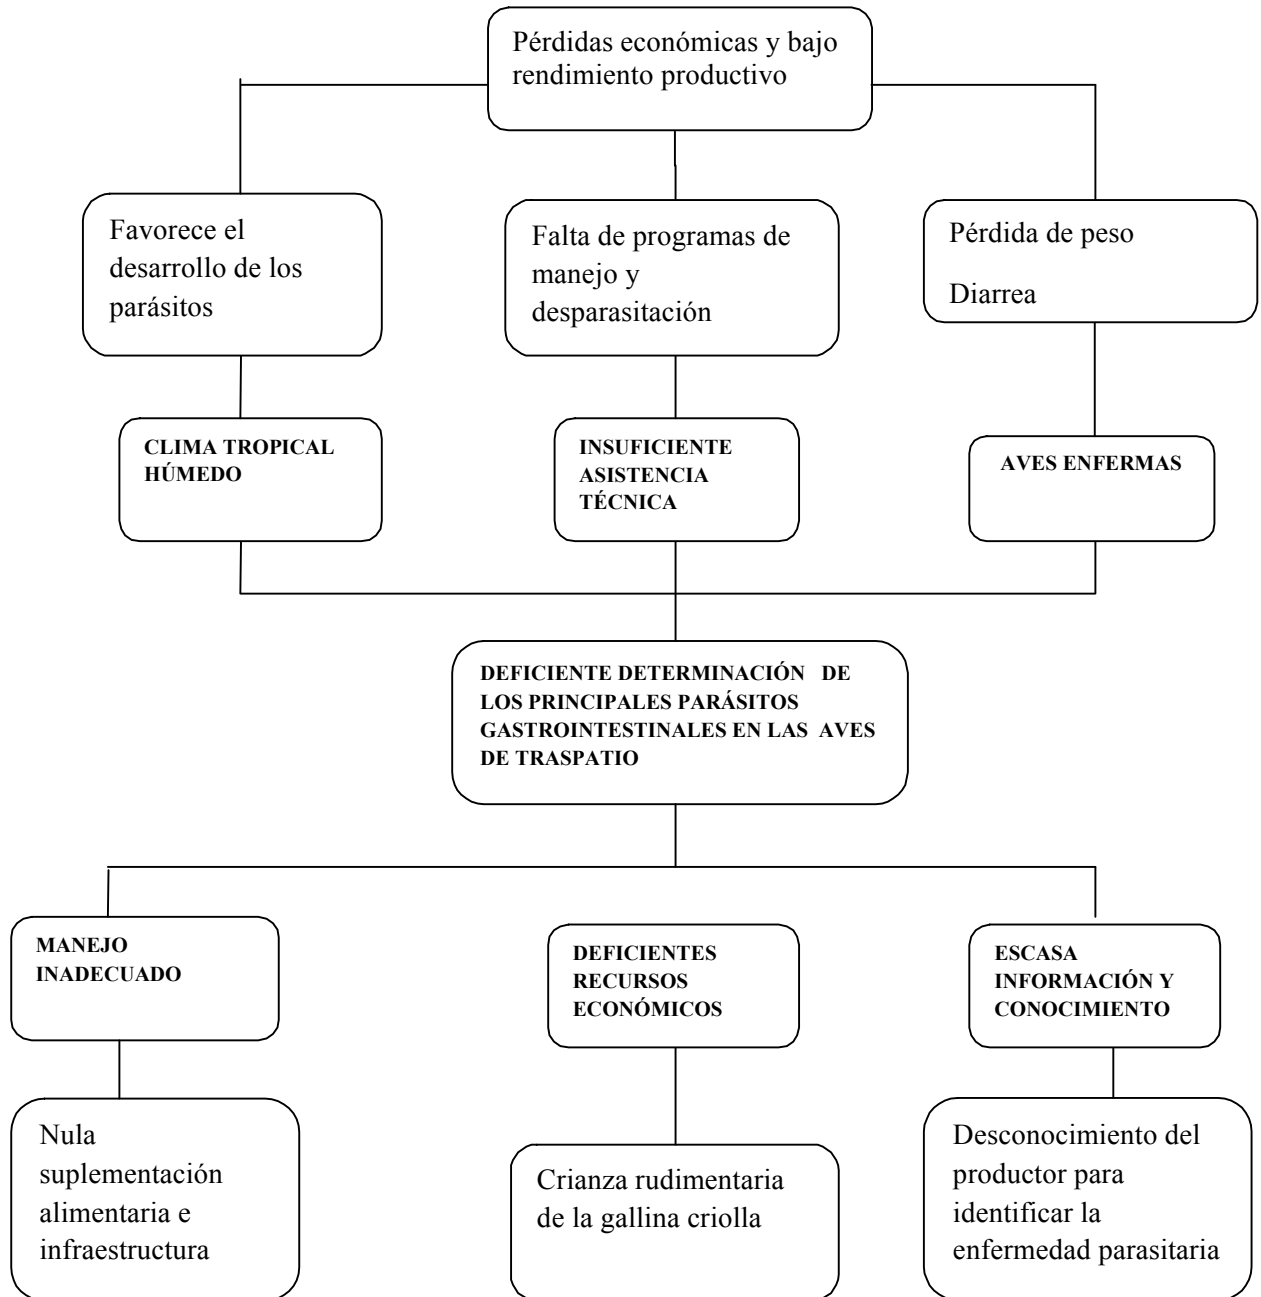 Pérdidas económicas y bajo
rendimiento productivo
Favorece el
desarrollo de los
parásitos
Falta de programas de
manejo y
desparasitación
Pérdida de peso
Diarrea
CLIMA TROPICAL
HÚMEDO
INSUFICIENTE
ASISTENCIA
TÉCNICA
AVES ENFERMAS
DEFICIENTE DETERMINACIÓN DE
LOS PRINCIPALES PARÁSITOS
GASTROINTESTINALES EN LAS AVES
DE TRASPATIO
MANEJO
INADECUADO
DEFICIENTES
RECURSOS
ECONÓMICOS
ESCASA
INFORMACIÓN Y
CONOCIMIENTO
Nula
suplementación
alimentaria e
infraestructura
Crianza rudimentaria
de la gallina criolla
Desconocimiento del
productor para
identificar la
enfermedad parasitaria